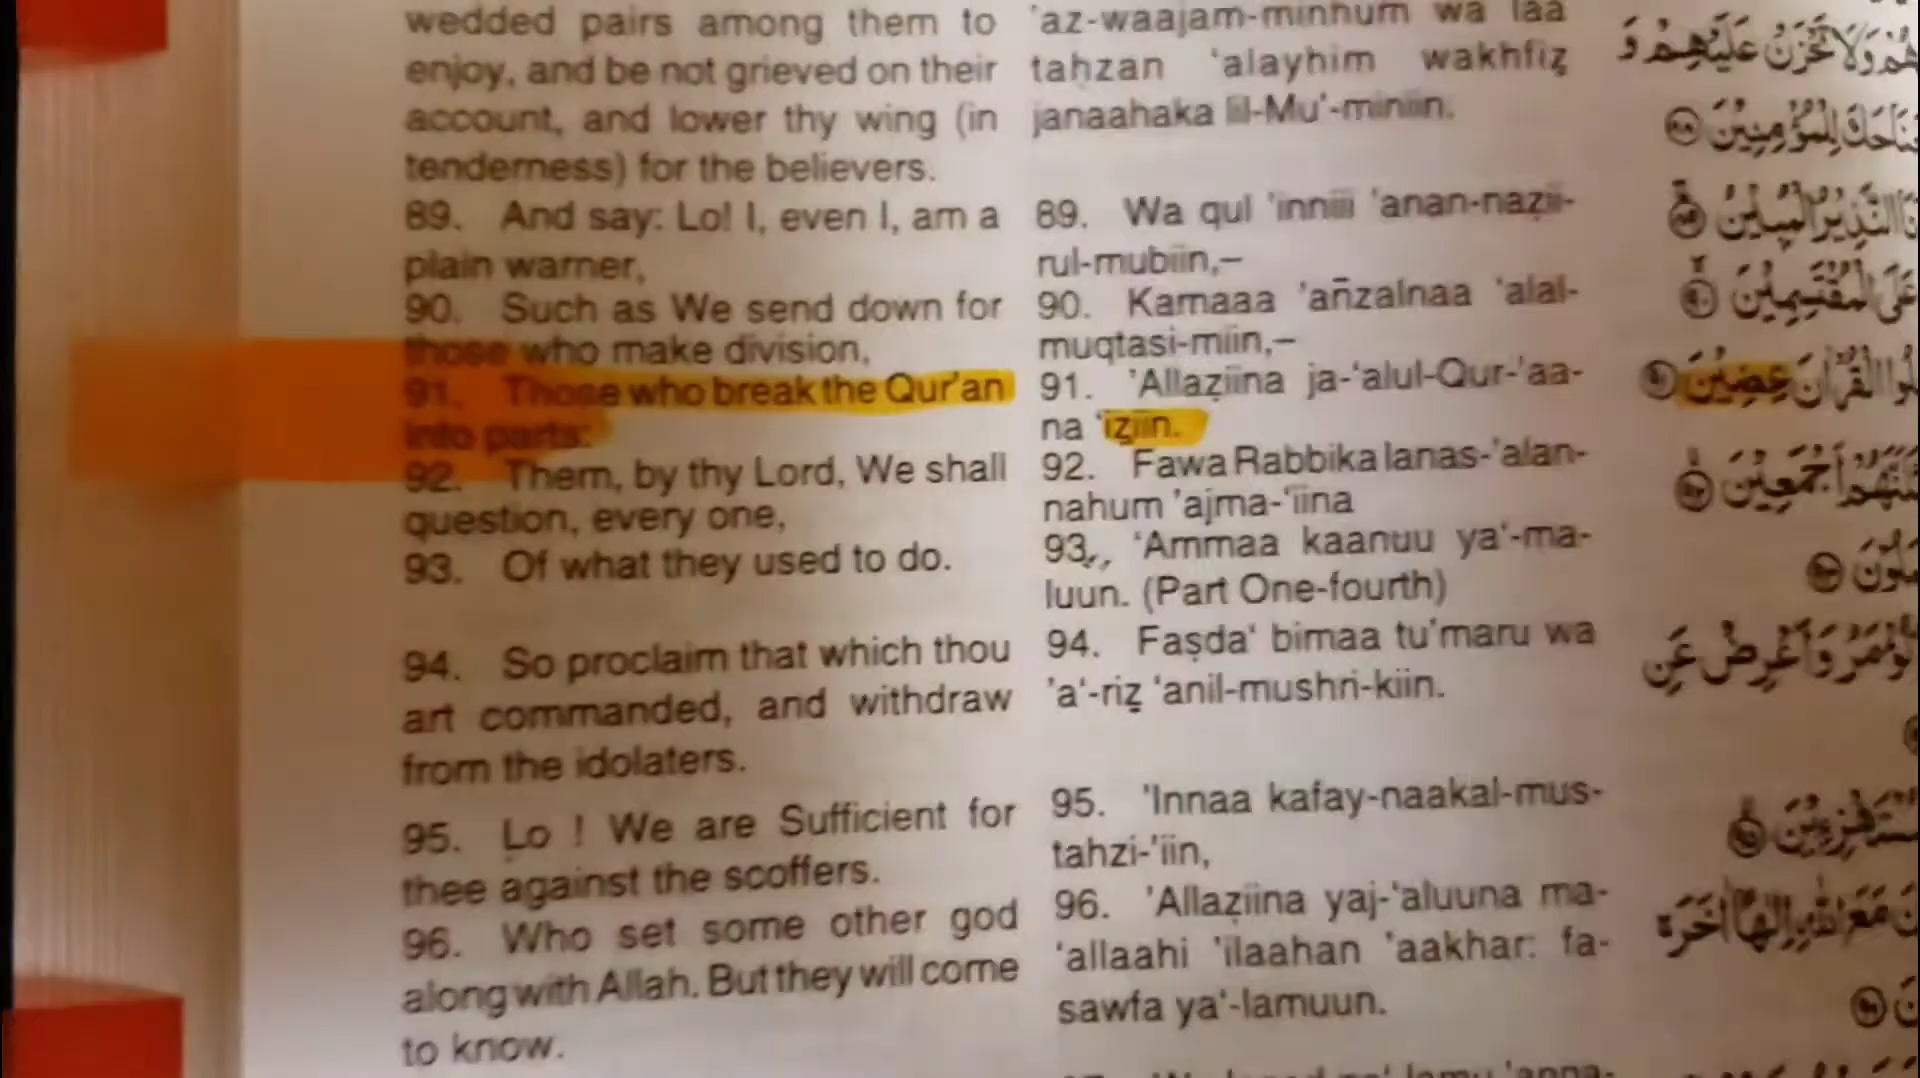 wedded pairs among them to
enjoy, and be not grieved on their
account, and lower thy wing (in
tenderness) for the believers.
89. And say: Lo! I, even I, am a
plain warner,
90. Such as We send down for
those who make division,
91. Those who break the Qur'an
into parts:
92. Them, by thy Lord, We shall
question, every one,
93. Of what they used to do.
94. So proclaim that which thou
art commanded, and withdraw
from the idolaters.
95. Lo ! We are Sufficient for
thee against the scoffers.
96. Who set some other god
along with Allah. But they will come
to know.
'az-waajam-minhum wa laa
taḥzan ‘alayhim wakhfiẓ
janaahaka lil-Mu'-miniin.
89. Wa qul 'inniii 'anan-naẓii-
rul-mubiin,–
90. Kamaaa 'añzalnaa ‘alal-
muqtasi-miin,–
91. 'Allaẓiina ja-‘alul-Qur-'aa-
na ‘iẓiin.
92. Fawa Rabbika lanas-'alan-
nahum 'ajma-‘iina
93. ‘Ammaa kaanuu ya‘-ma-
luun. (Part One-fourth)
94. Faṣda‘ bimaa tu'maru wa
'a‘-riẓ ‘anil-mushri-kiin.
95. 'Innaa kafay-naakal-mus-
tahzi-'iin,
96. 'Allaẓiina yaj-‘aluuna ma-
‘allaahi 'ilaahan 'aakhar: fa-
sawfa ya‘-lamuun.
وَلَا تَحْزَنْ عَلَيْهِمْ وَ
لِلْمُؤْمِنِيْنَ
النَّذِيْرُ الْمُبِيْنُ
عَلَى الْمُقْتَسِمِيْنَ
الْقُرْاٰنَ عِضِيْنَ
اَجْمَعِيْنَ
تُؤْمَرُ وَاَعْرِضْ عَنِ
مَعَ اللّٰهِ اِلٰهًا اٰخَرَ ۚ